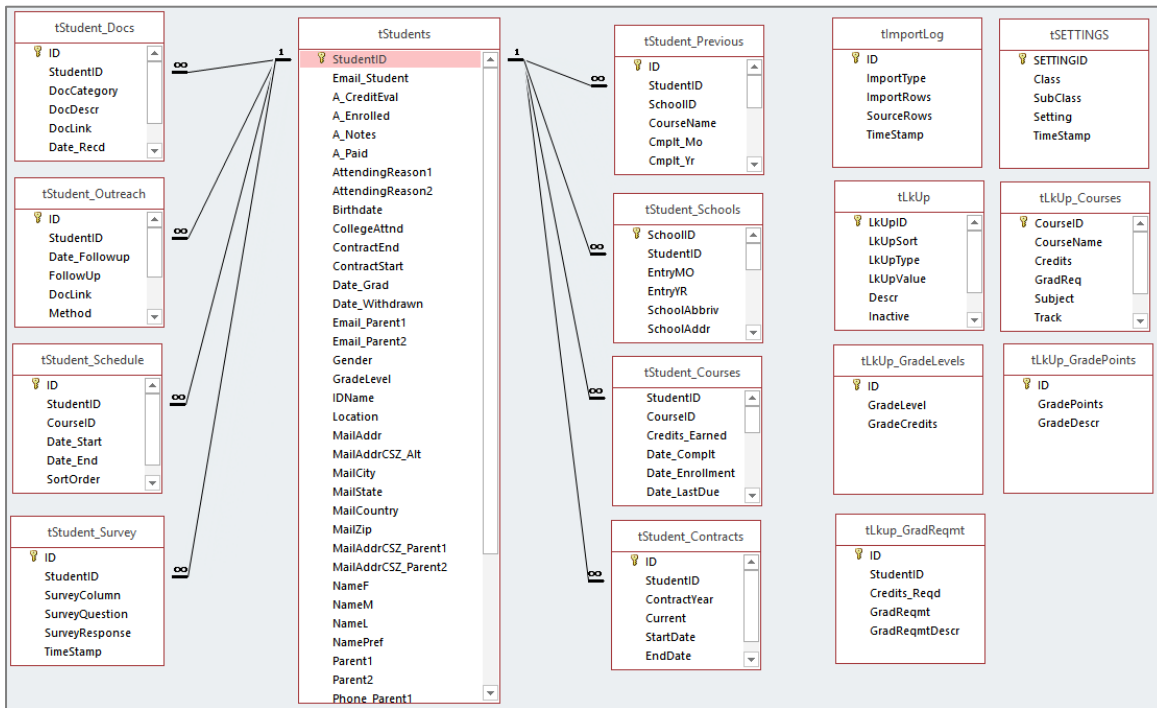 tStudent_Docs
ID
StudentID
DocCategory
DocDescr
DocLink
Date_Recd
tStudent_Outreach
ID
StudentID
Date_Followup
FollowUp
DocLink
Method
tStudent_Schedule
ID
StudentID
CourseID
Date_Start
Date_End
SortOrder
tStudent_Survey
ID
StudentID
SurveyColumn
SurveyQuestion
SurveyResponse
TimeStamp
∞
∞
∞
∞
1
tStudents
StudentID
Email_Student
A_CreditEval
A_Enrolled
A_Notes
A_Paid
AttendingReason1
AttendingReason2
Birthdate
CollegeAttnd
ContractEnd
ContractStart
Date_Grad
Date_Withdrawn
Email_Parent1
Email_Parent2
Gender
GradeLevel
IDName
Location
MailAddr
MailAddrCSZ_Alt
MailCity
MailState
MailCountry
MailZip
MailAddrCSZ_Parent1
MailAddrCSZ_Parent2
NameF
NameM
NameL
NamePref
Parent1
Parent2
Phone_Parent1
1
∞
∞
∞
∞
tStudent_Previous
ID
StudentID
SchoolID
CourseName
Cmplt_Mo
Cmplt_Yr
tStudent_Schools
SchoolID
StudentID
EntryMO
EntryYR
SchoolAbbriv
SchoolAddr
tStudent_Courses
StudentID
CourseID
Credits_Earned
Date_Complt
Date_Enrollment
Date_LastDue
tStudent_Contracts
ID
StudentID
ContractYear
Current
StartDate
EndDate
tImportLog
ID
ImportType
ImportRows
SourceRows
TimeStamp
tSETTINGS
SETTINGID
Class
SubClass
Setting
TimeStamp
tLkUp
LkUpID
LkUpSort
LkUpType
LkUpValue
Descr
Inactive
tLkUp_Courses
CourseID
CourseName
Credits
GradReq
Subject
Track
tLkUp_GradeLevels
ID
GradeLevel
GradeCredits
tLkUp_GradePoints
ID
GradePoints
GradeDescr
tLkup_GradReqmt
ID
StudentID
Credits_Reqd
GradReqmt
GradReqmtDescr